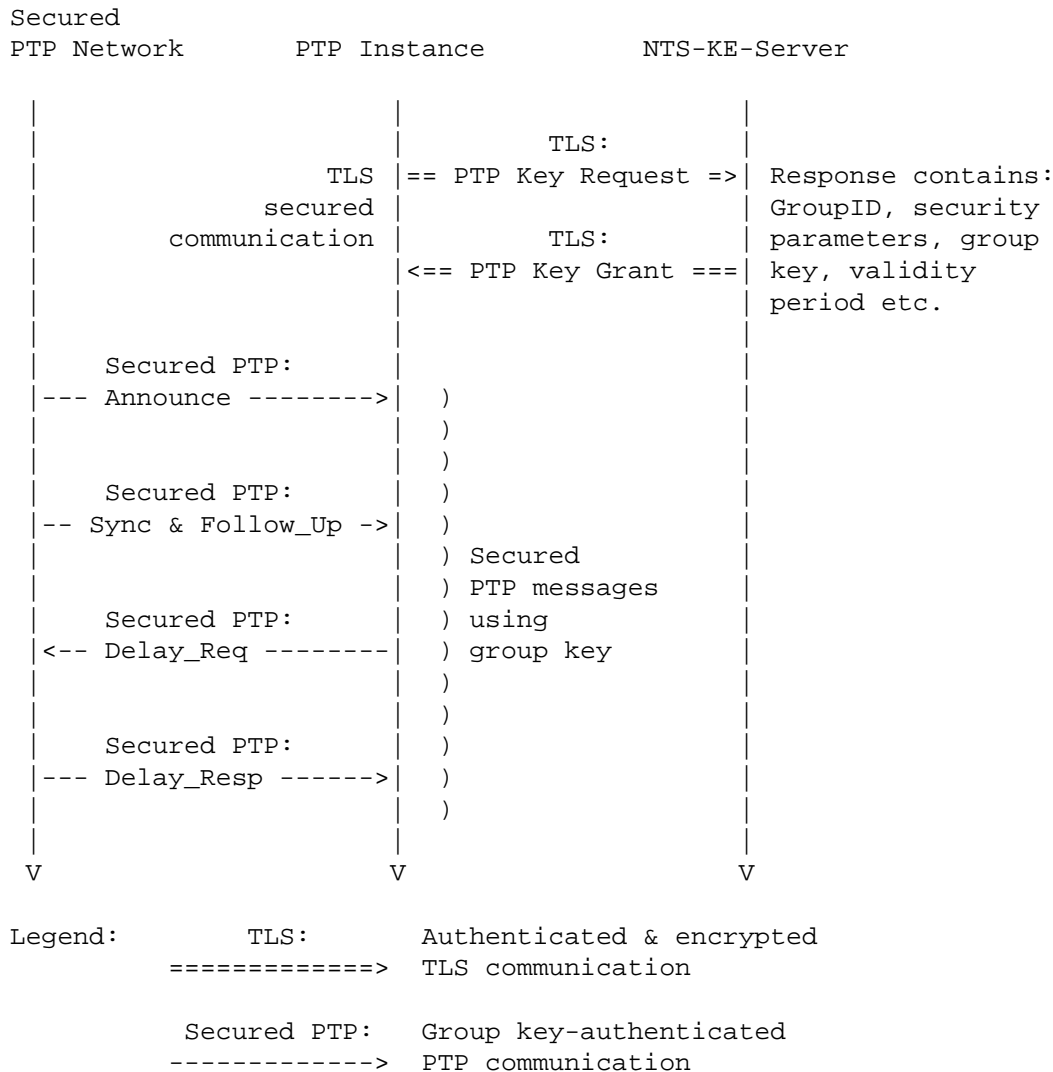 Secured
PTP Network PTP Instance NTS-KE-Server
| | |
| | TLS: |
| TLS |== PTP Key Request =>| Response contains:
| secured | | GroupID, security
| communication | TLS: | parameters, group
| |<== PTP Key Grant ===| key, validity
| | | period etc.
| | |
| Secured PTP: | |
|--- Announce -------->| ) |
| | ) |
| | ) |
| Secured PTP: | ) |
|-- Sync & Follow_Up ->| ) |
| | ) Secured |
| | ) PTP messages |
| Secured PTP: | ) using |
|<-- Delay_Req --------| ) group key |
| | ) |
| | ) |
| Secured PTP: | ) |
|--- Delay_Resp ------>| ) |
| | ) |
| | |
V V V
Legend: TLS: Authenticated & encrypted
=============> TLS communication
Secured PTP: Group key-authenticated
-------------> PTP communication